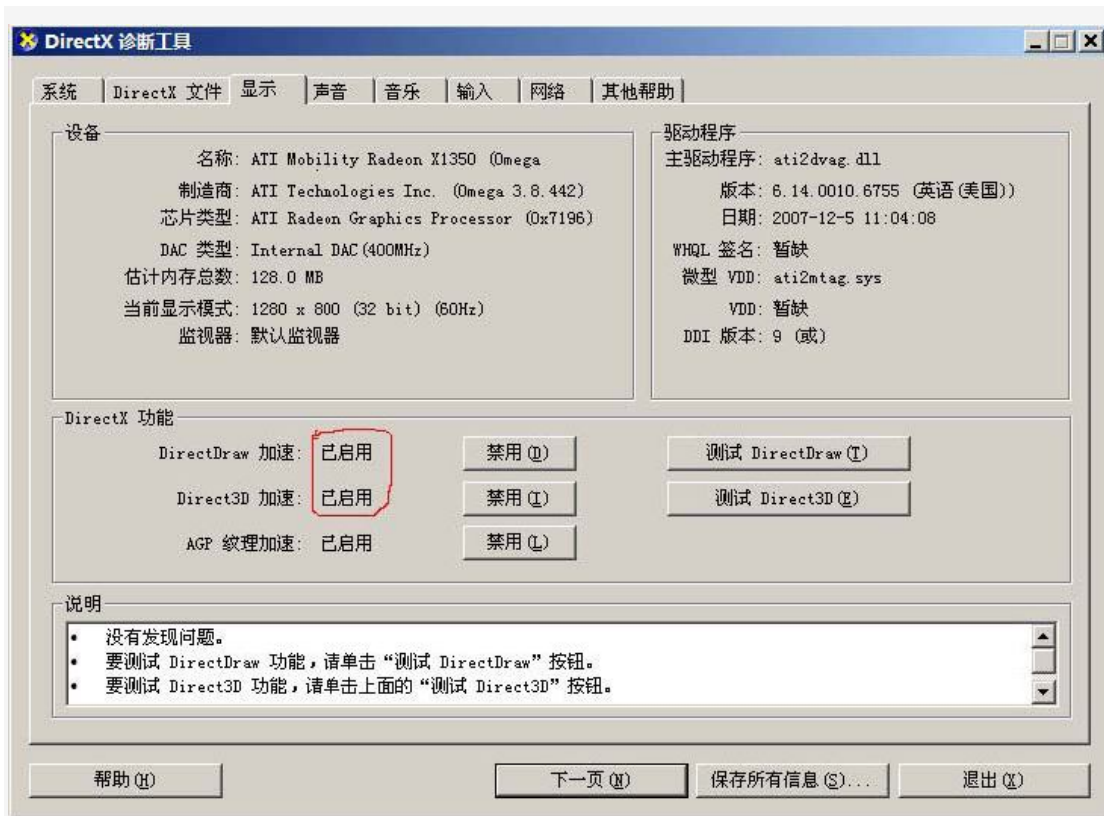 DirectX 诊断工具
系统 DirectX 文件 显示 声音 音乐 输入 网络 其他帮助
设备
名称: ATI Mobility Radeon X1350 (Omega
制造商: ATI Technologies Inc. (Omega 3.8.442)
芯片类型: ATI Radeon Graphics Processor (0x7196)
DAC 类型: Internal DAC(400MHz)
估计内存总数: 128.0 MB
当前显示模式: 1280 x 800 (32 bit) (60Hz)
监视器: 默认监视器
驱动程序
主驱动程序: ati2dvag.dll
版本: 6.14.0010.6755 (英语(美国))
日期: 2007-12-5 11:04:08
WHQL 签名: 暂缺
微型 VDD: ati2mtag.sys
VDD: 暂缺
DDI 版本: 9 (或)
DirectX 功能
DirectDraw 加速: 已启用 禁用(D) 测试 DirectDraw(T)
Direct3D 加速: 已启用 禁用(I) 测试 Direct3D(E)
AGP 纹理加速: 已启用 禁用(L)
说明
• 没有发现问题。
• 要测试 DirectDraw 功能,请单击“测试 DirectDraw”按钮。
• 要测试 Direct3D 功能,请单击上面的“测试 Direct3D”按钮。
帮助(H) 下一页(N) 保存所有信息(S)... 退出(X)